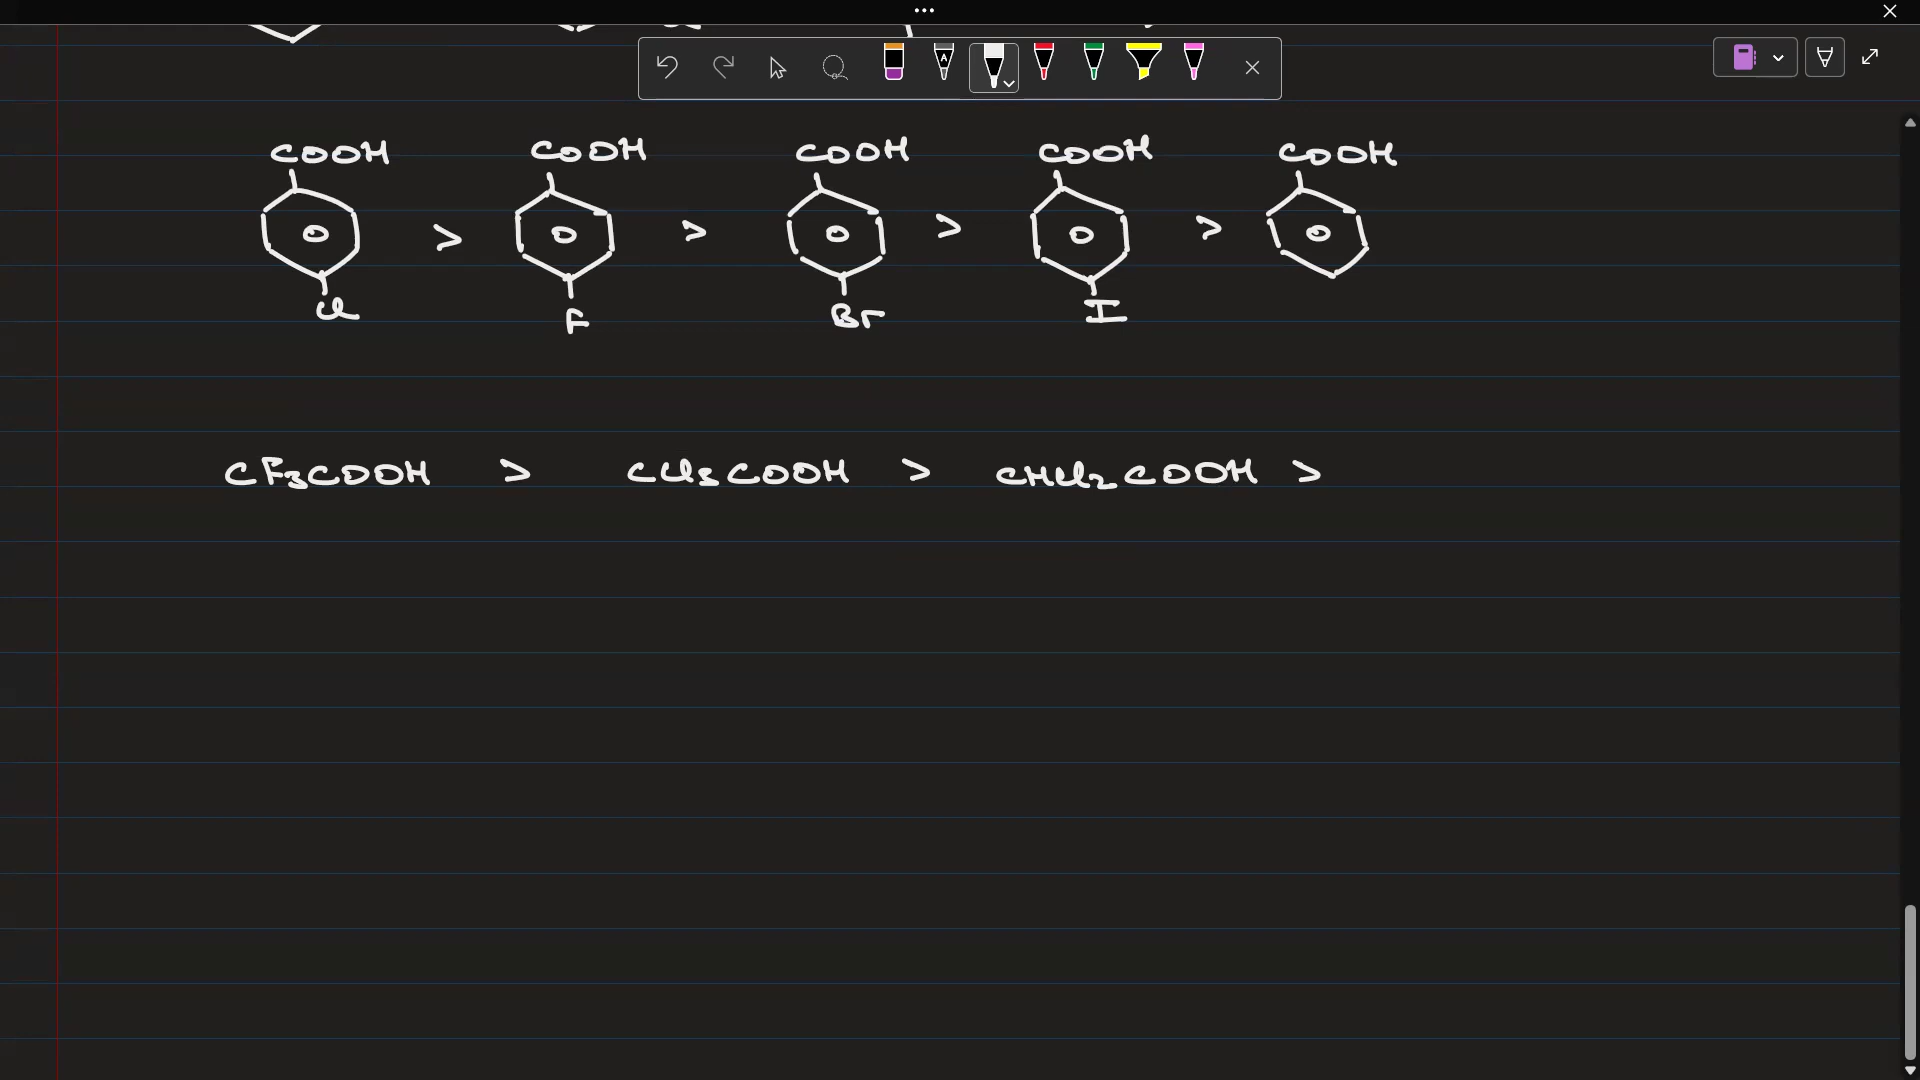 COOH COOH COOH COOH COOH
> > > >
Cl F Br I
CF3COOH > CCl3COOH > CHCl2COOH >